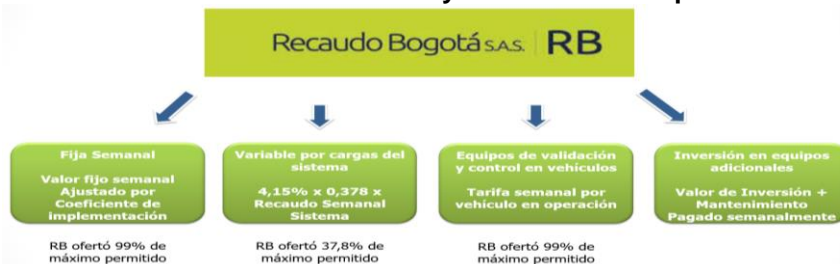 Recaudo Bogotá S.A.S. RB
Fija Semanal
Valor fijo semanal
Ajustado por
Coeficiente de
implementación
Variable por cargas del
sistema
4,15% x 0,378 x
Recaudo Semanal
Sistema
Equipos de validación
y control en vehículos
Tarifa semanal por
vehículo en operación
Inversión en equipos
adicionales
Valor de Inversión +
Mantenimiento
Pagado semanalmente
RB ofertó 99% de
máximo permitido
RB ofertó 37,8% de
máximo permitido
RB ofertó 99% de
máximo permitido